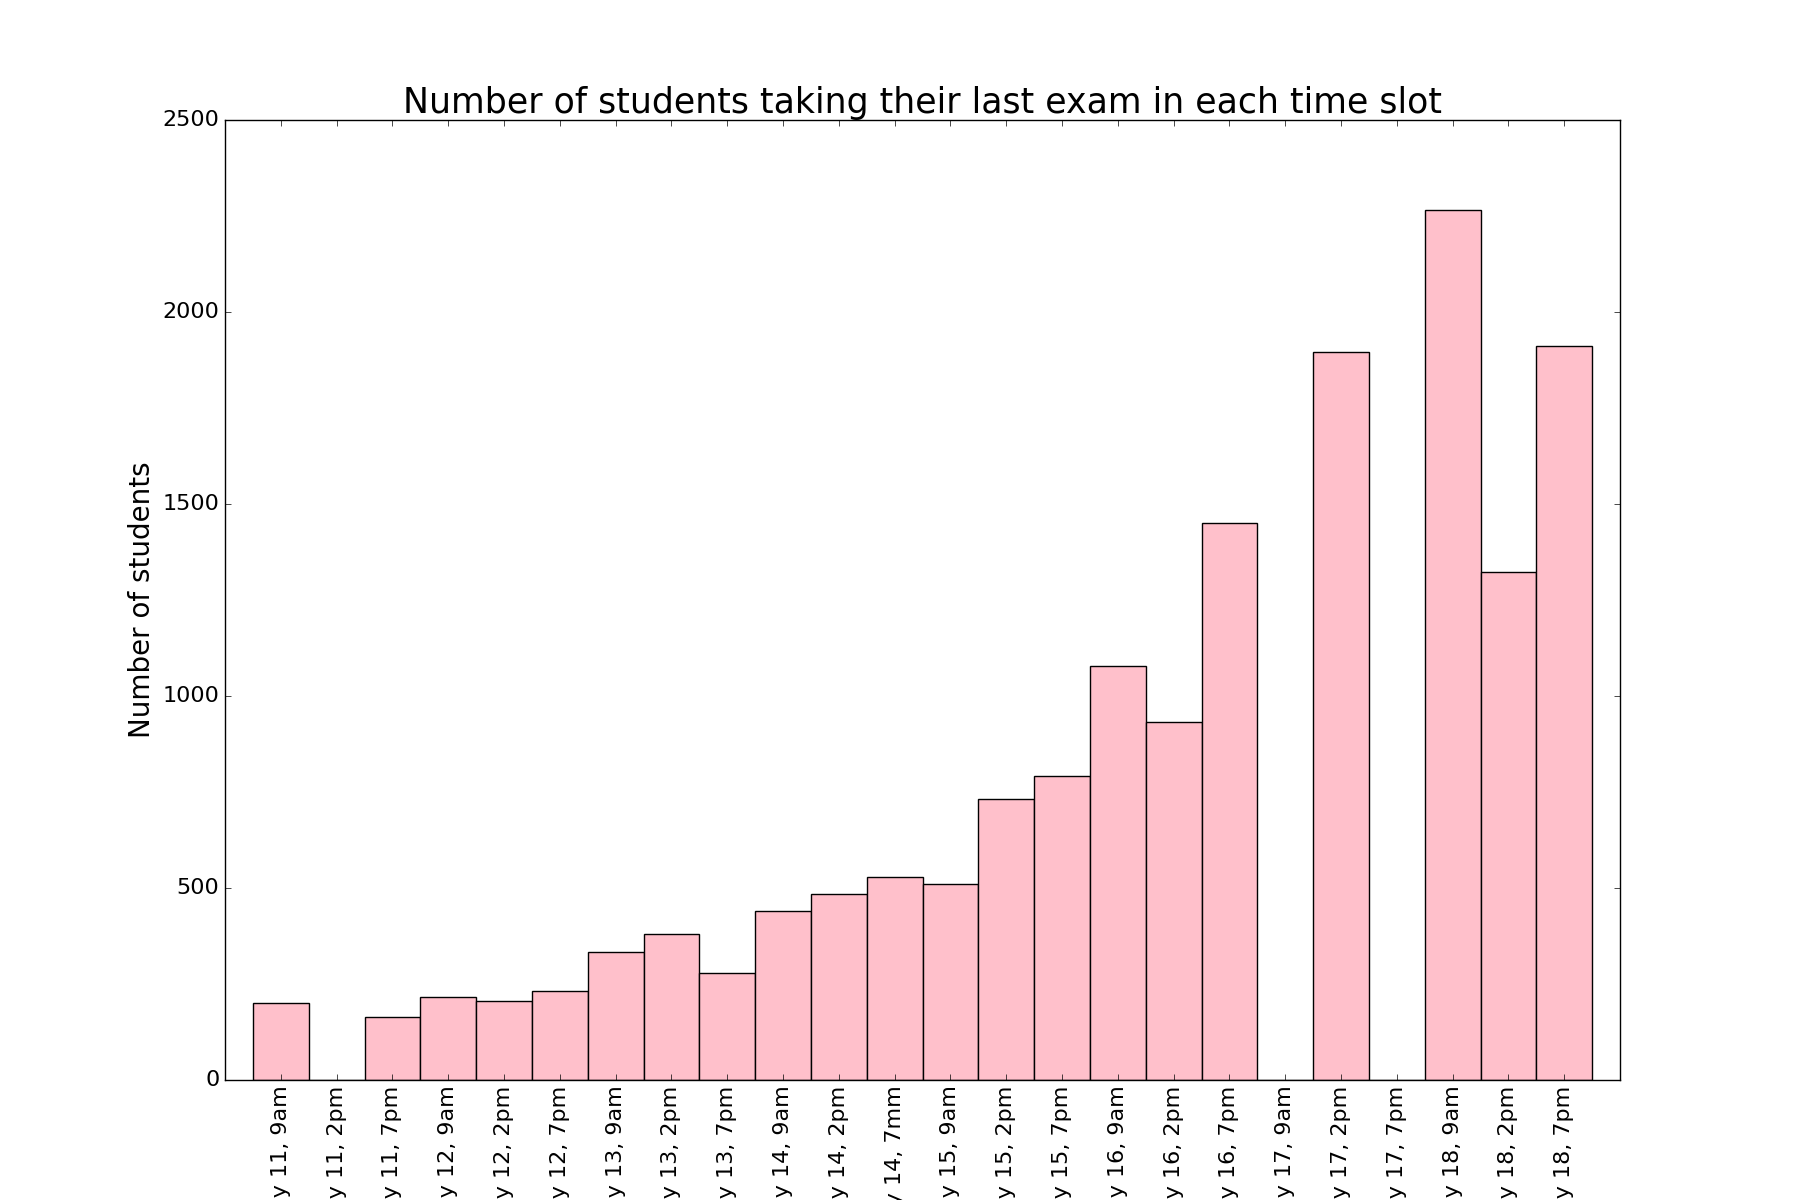 Number of students taking their last exam in each time slot
Number of students
2500
2000
1500
1000
500
0
y 11, 9am
y 11, 2pm
y 11, 7pm
y 12, 9am
y 12, 2pm
y 12, 7pm
y 13, 9am
y 13, 2pm
y 13, 7pm
y 14, 9am
y 14, 2pm
y 14, 7mm
y 15, 9am
y 15, 2pm
y 15, 7pm
y 16, 9am
y 16, 2pm
y 16, 7pm
y 17, 9am
y 17, 2pm
y 17, 7pm
y 18, 9am
y 18, 2pm
y 18, 7pm